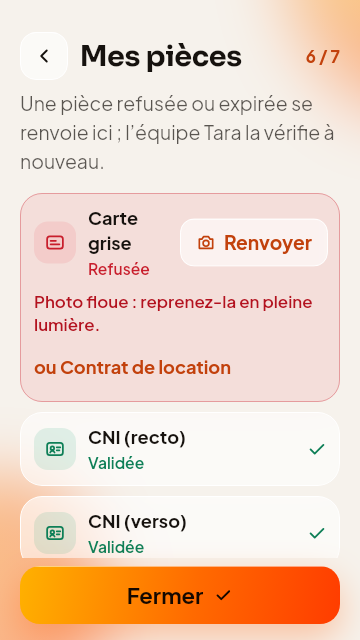 Mes pièces
6 / 7
Une pièce refusée ou expirée se
renvoie ici ; l'équipe Tara la vérifie à
nouveau.
Carte
grise
Refusée
Renvoyer
Photo floue : reprenez-la en pleine
lumière.
ou Contrat de location
CNI (recto)
Validée
CNI (verso)
Validée
Fermer